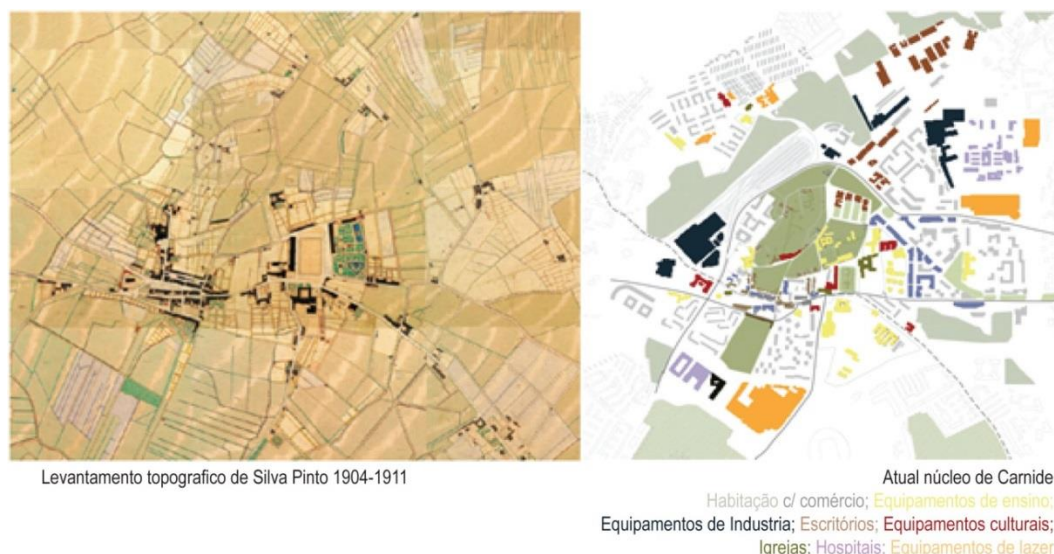 Levantamento topografico de Silva Pinto 1904-1911
Atual núcleo de Carnide
Habitação c/ comércio; Equipamentos de ensino;
Equipamentos de Industria; Escritórios; Equipamentos culturais;
Igrejas; Hospitais; Equipamentos de lazer